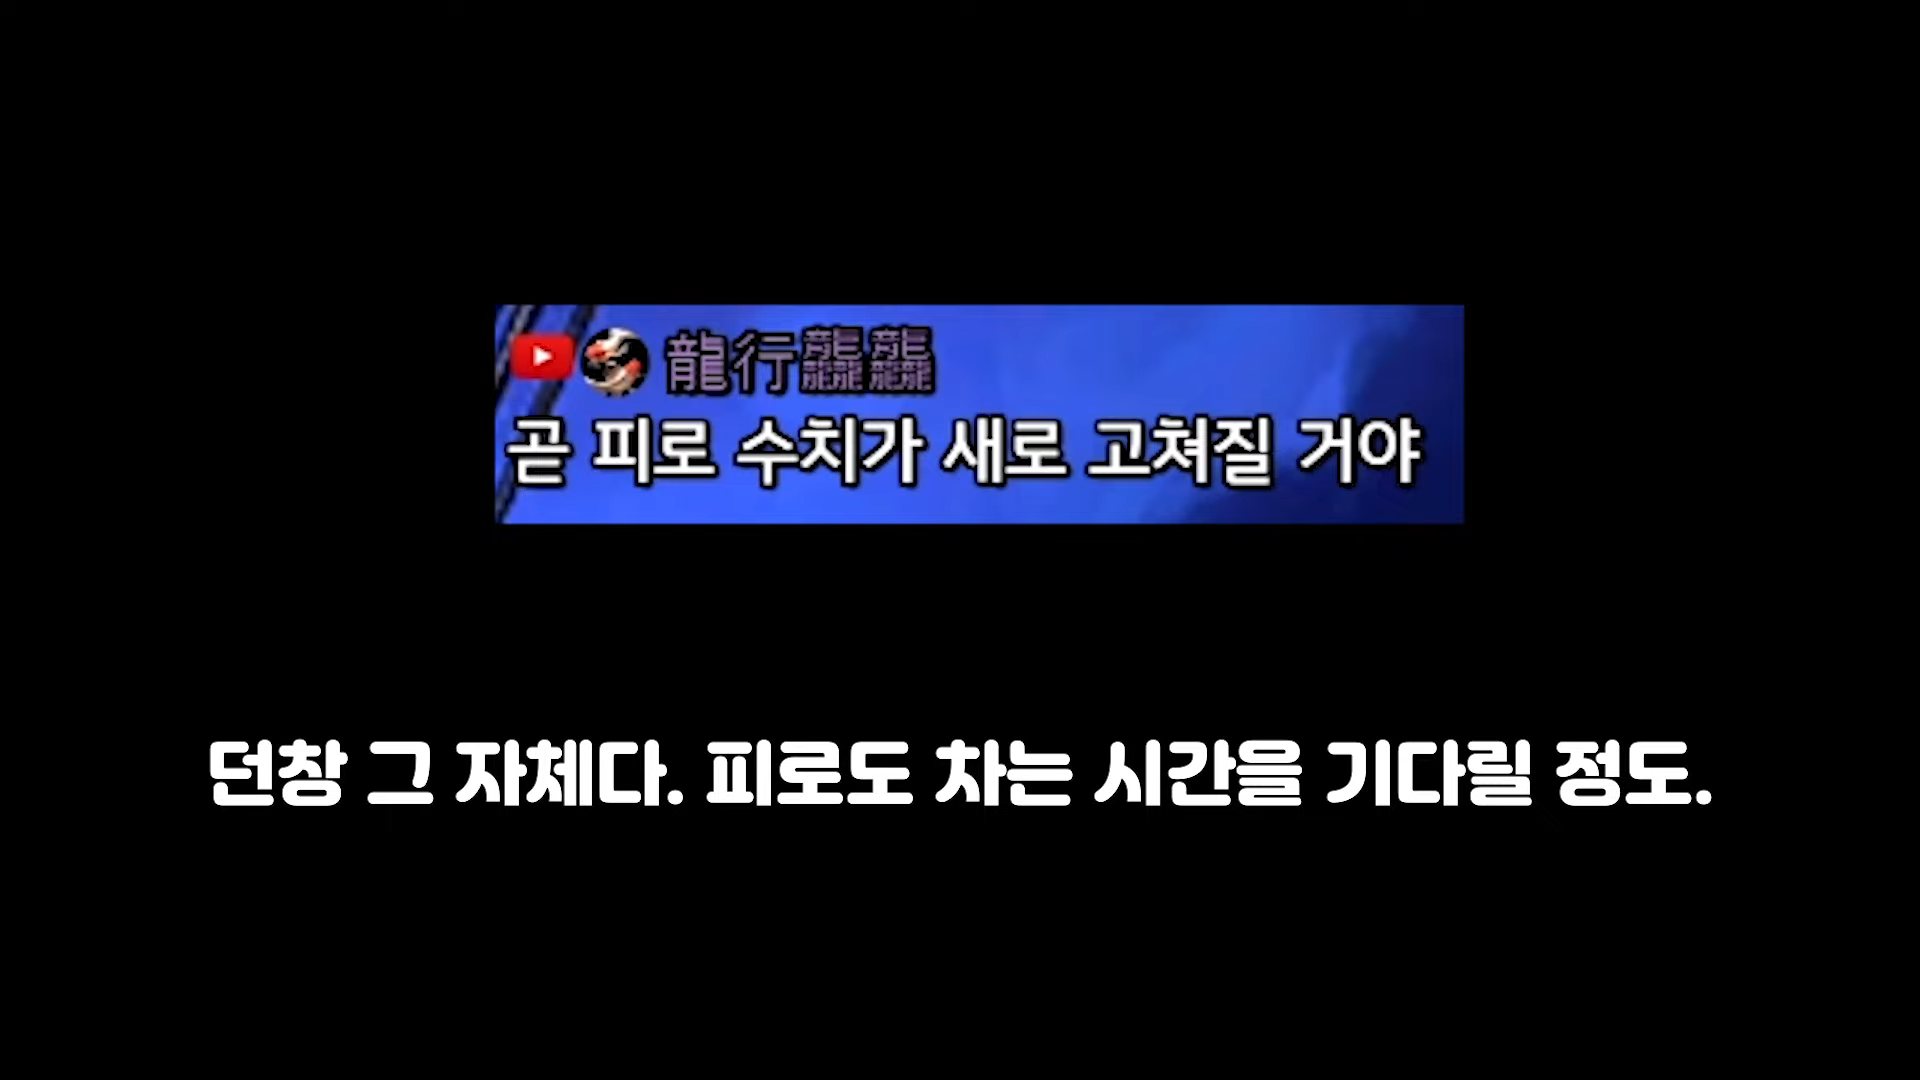 龍行龘龘
곧 피로 수치가 새로 고쳐질 거야
던창 그 자체다. 피로도 차는 시간을 기다릴 정도.